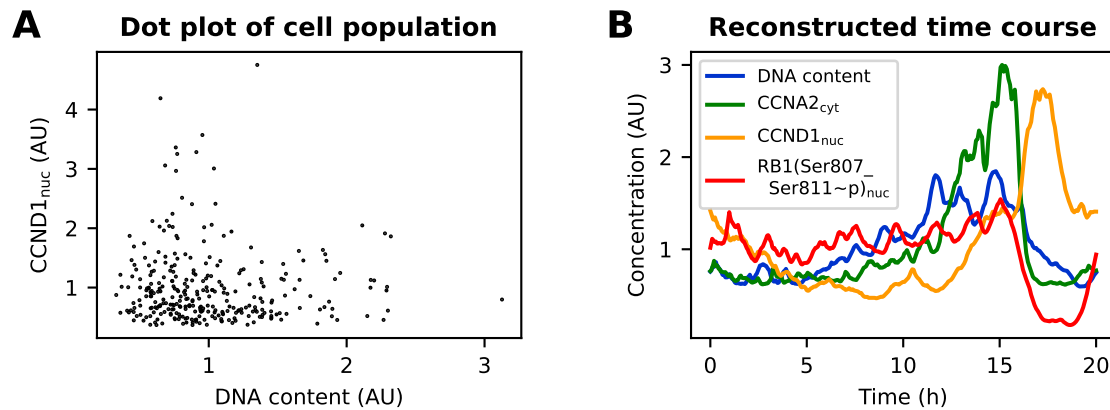 A
Dot plot of cell population
4
3
2
1
1
2
3
CCND1nuc (AU)
DNA content (AU)
B
Reconstructed time course
3
2
1
0
5
10
15
20
Concentration (AU)
Time (h)
DNA content
CCNA2cyt
CCND1nuc
RB1(Ser807_
Ser811~p)nuc